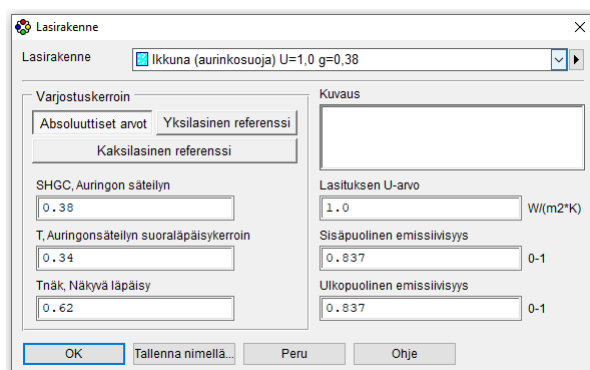 Lasirakenne
Lasirakenne
Ikkuna (aurinkosuoja) U=1,0 g=0,38
Varjostuskerroin
Absoluuttiset arvot
Yksilasinen referenssi
Kaksilasinen referenssi
SHGC, Auringon säteilyn
0.38
T, Auringonsäteilyn suoraläpäisykerroin
0.34
Tnäk, Näkyvä läpäisy
0.62
Kuvaus
Lasituksen U-arvo
1.0 W/(m2*K)
Sisäpuolinen emissiivisyys
0.837 0-1
Ulkopuolinen emissiivisyys
0.837 0-1
OK
Tallenna nimellä...
Peru
Ohje